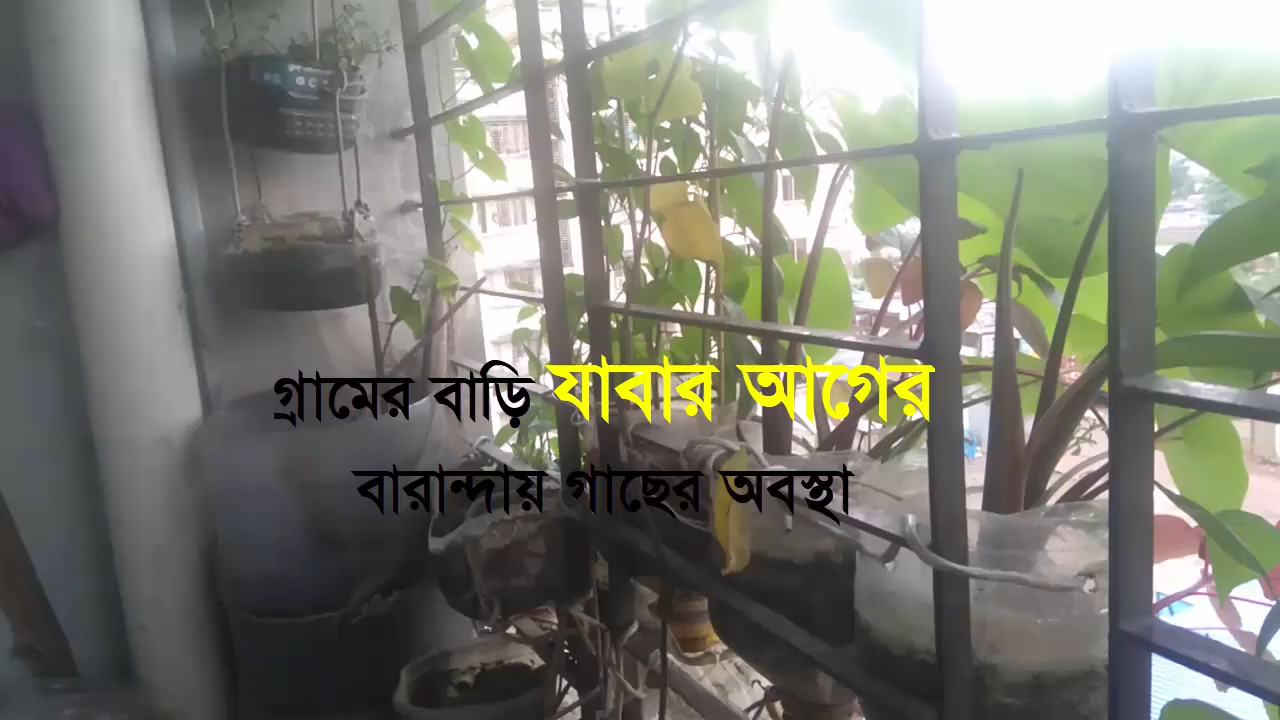 গ্রামের বাড়ি যাবার আগের
বারান্দায় গাছের অবস্থা